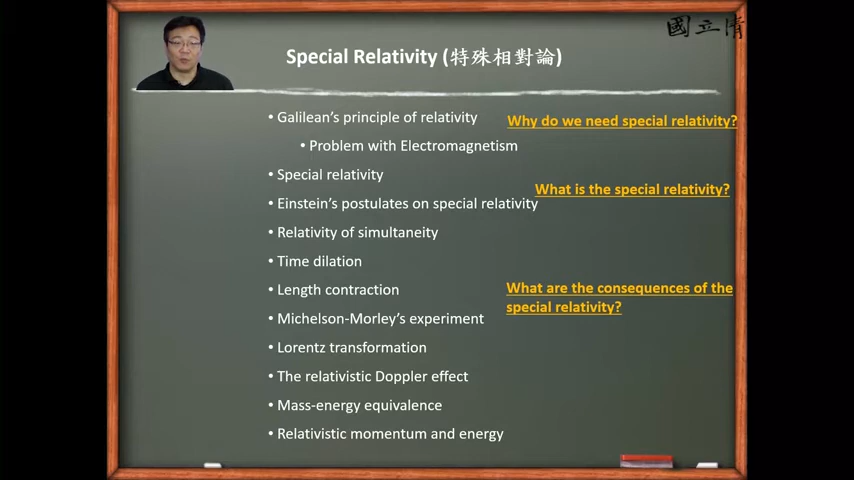 國立清
Special Relativity (特殊相對論)
• Galilean's principle of relativity
Why do we need special relativity?
• Problem with Electromagnetism
• Special relativity
What is the special relativity?
• Einstein's postulates on special relativity
• Relativity of simultaneity
• Time dilation
• Length contraction
What are the consequences of the
special relativity?
• Michelson-Morley's experiment
• Lorentz transformation
• The relativistic Doppler effect
• Mass-energy equivalence
• Relativistic momentum and energy